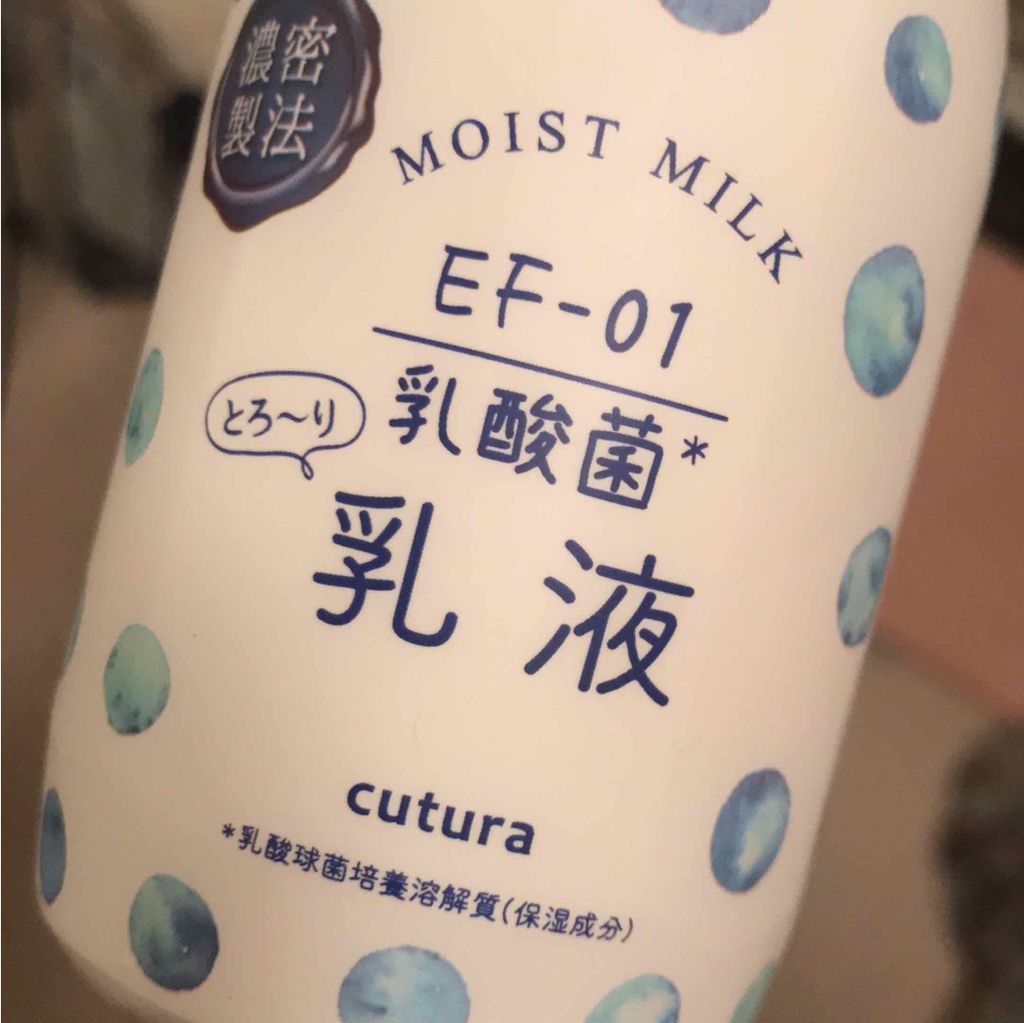 濃密
製法
MOIST MILK
EF-01
とろ〜り
乳酸菌*
乳液
cutura
*乳酸球菌培養溶解質(保湿成分)